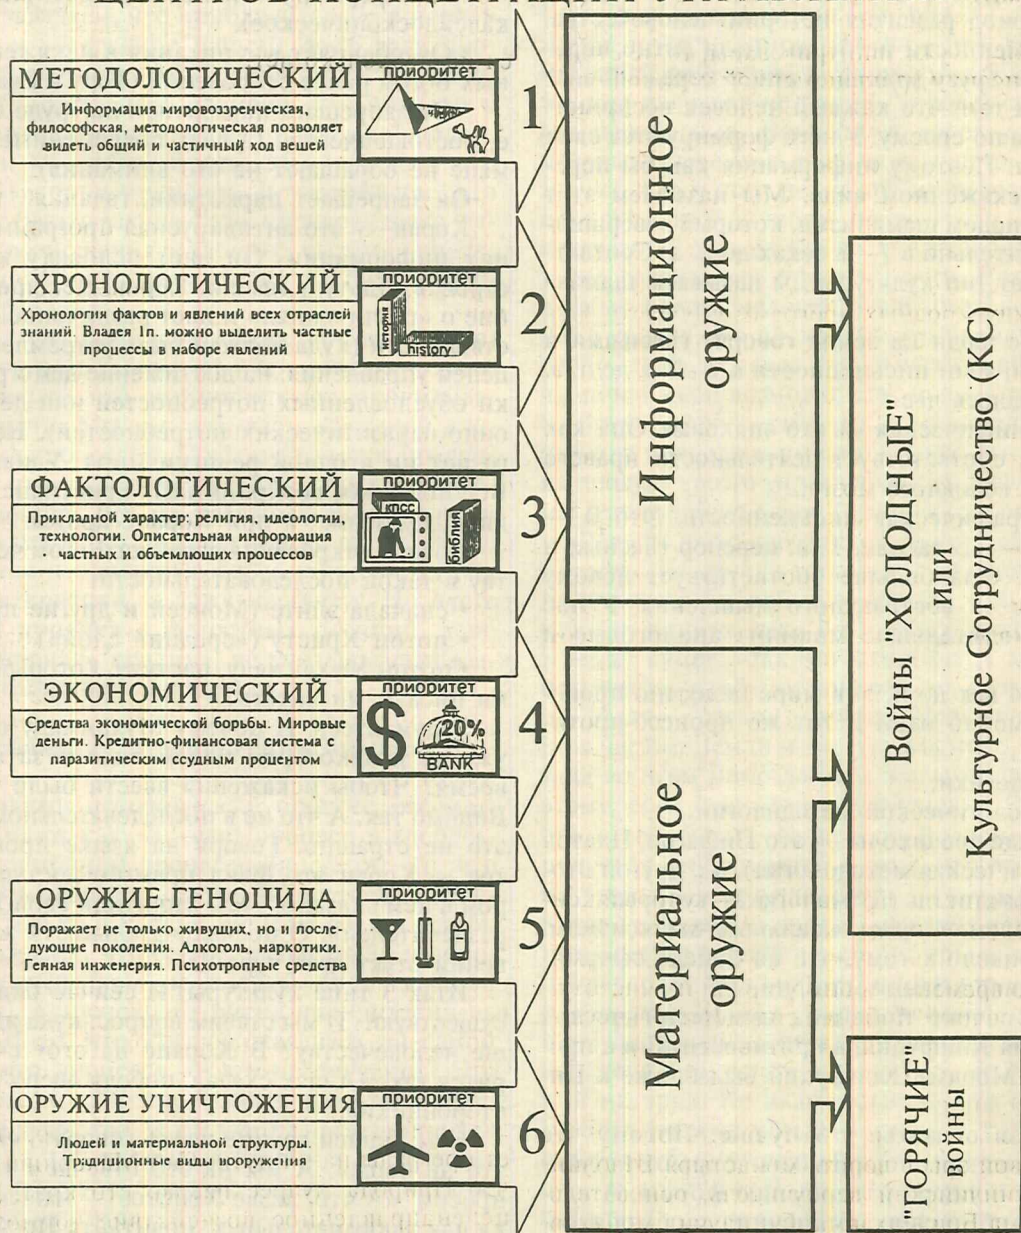 МЕТОДОЛОГИЧЕСКИЙ
приоритет
Информация мировоззренческая,
философская, методологическая позволяет
видеть общий и частичный ход вещей
1
ХРОНОЛОГИЧЕСКИЙ
приоритет
Хронология фактов и явлений всех отраслей
знаний. Владея 1п. можно выделить частные
процессы в наборе явлений
история
history
2
ФАКТОЛОГИЧЕСКИЙ
приоритет
Прикладной характер; религия, идеологии,
технологии. Описательная информация
частных и объемлющих процессов
КПСС
БИБЛИЯ
3
ЭКОНОМИЧЕСКИЙ
приоритет
Средства экономической борьбы. Мировые
деньги. Кредитно-финансовая система с
паразитическим ссудным процентом
$
20%
BANK
4
ОРУЖИЕ ГЕНОЦИДА
приоритет
Поражает не только живущих, но и после-
дующие поколения. Алкоголь, наркотики.
Генная инженерия. Психотропные средства
5
ОРУЖИЕ УНИЧТОЖЕНИЯ
приоритет
Людей и материальной структуры.
Традиционные виды вооружения
6
Информационное
оружие
Материальное
оружие
Войны "ХОЛОДНЫЕ"
или
Культурное Сотрудничество (КС)
"ГОРЯЧИЕ"
войны